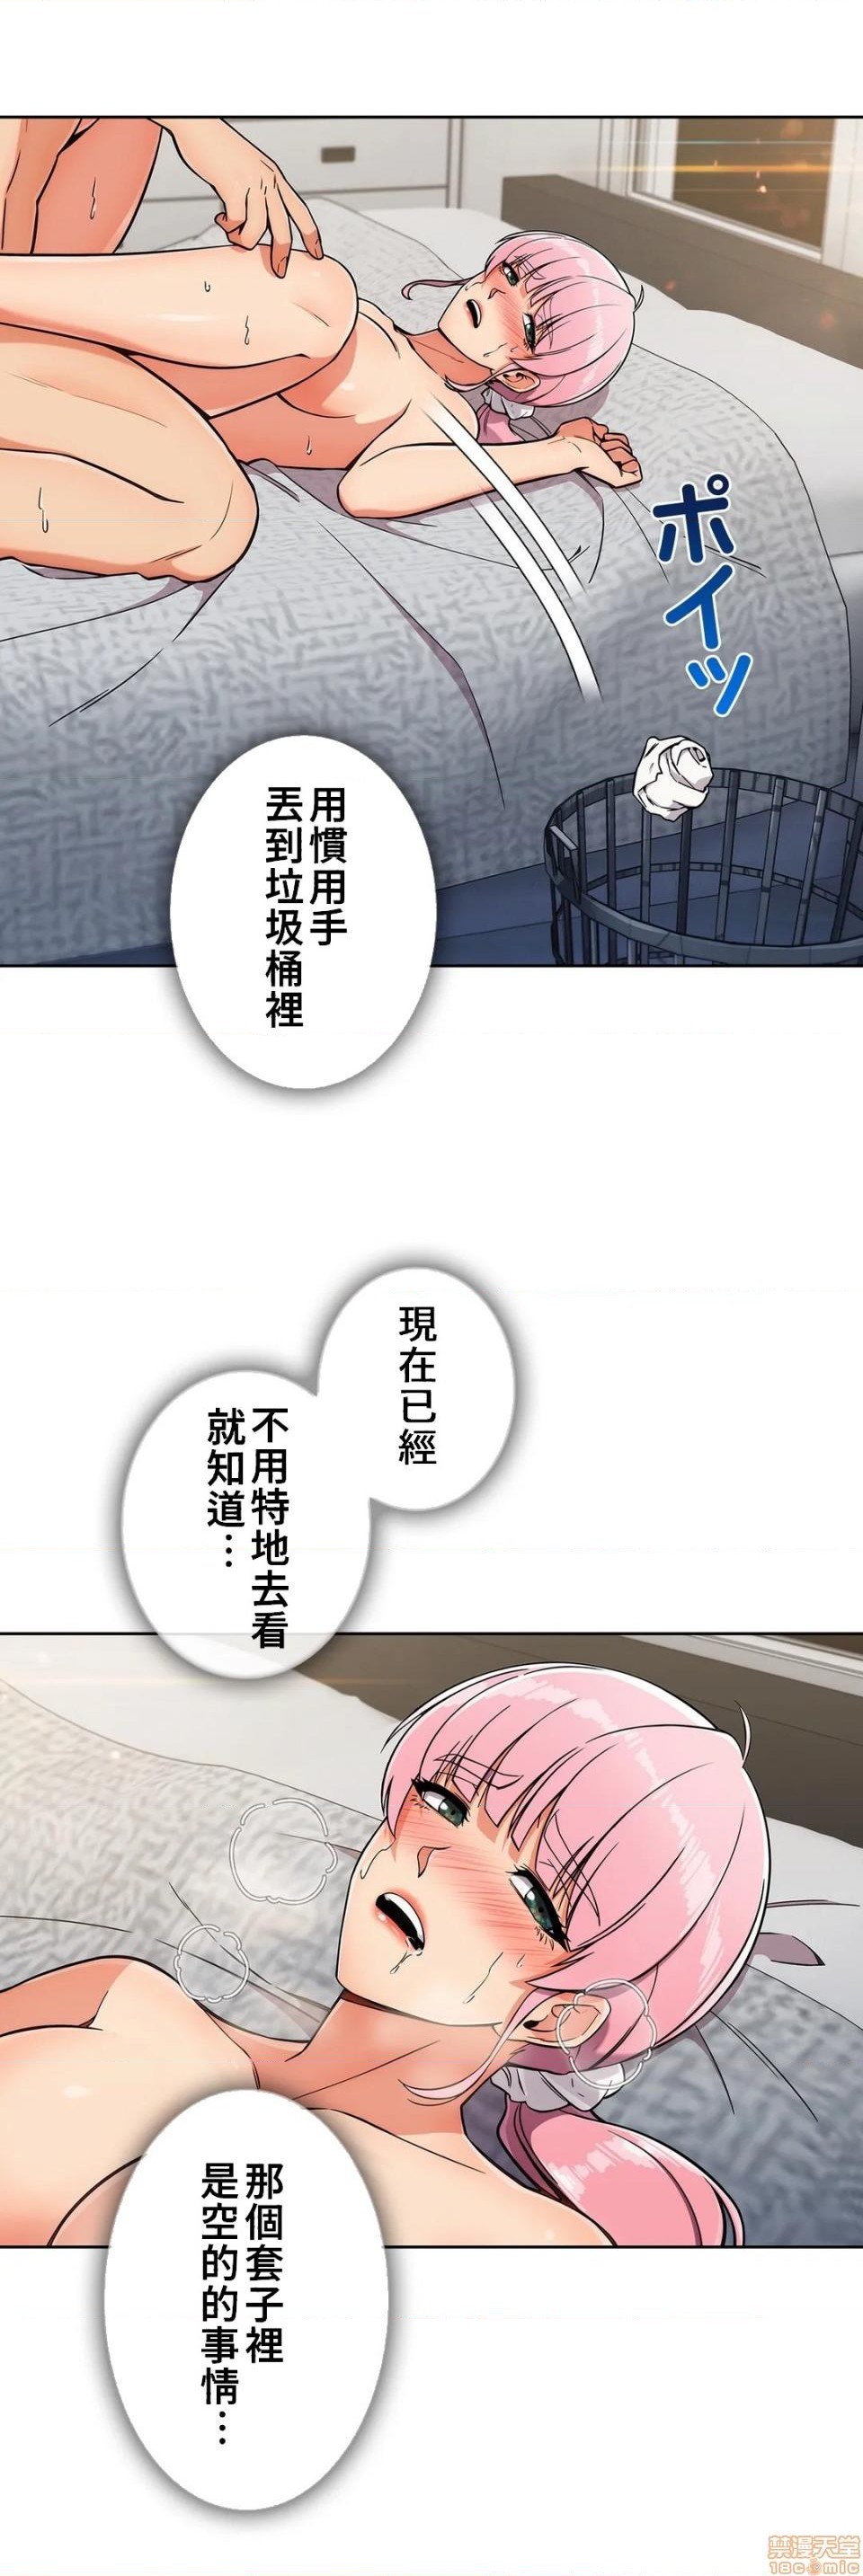 ポイッ
用慣用手
丟到垃圾桶裡
現在已經
不用特地去看
就知道…
那個套子裡
是空的的事情…
禁漫天堂
18comic